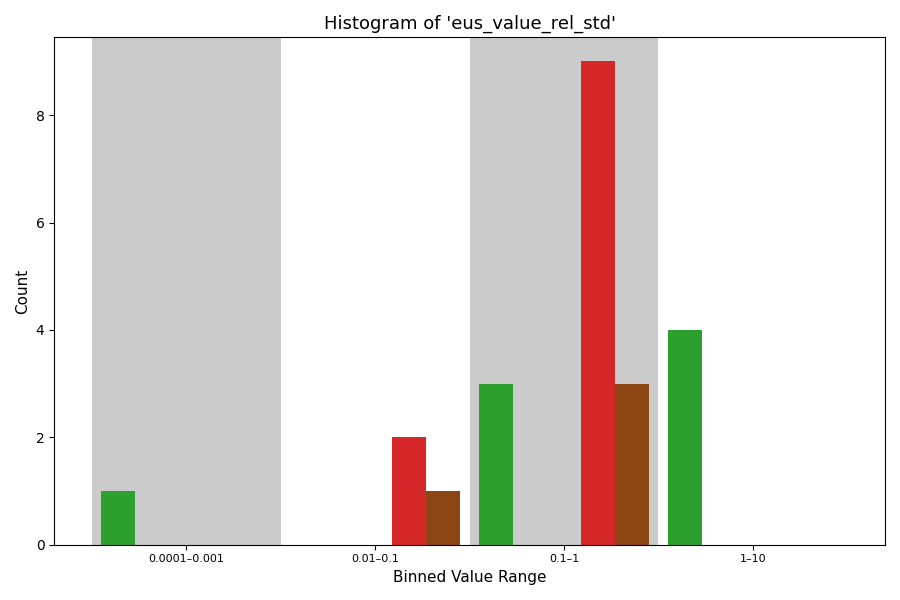 Histogram of 'eus_value_rel_std'
Count
8
6
4
2
0
0.0001–0.001 0.01–0.1 0.1–1 1–10
Binned Value Range